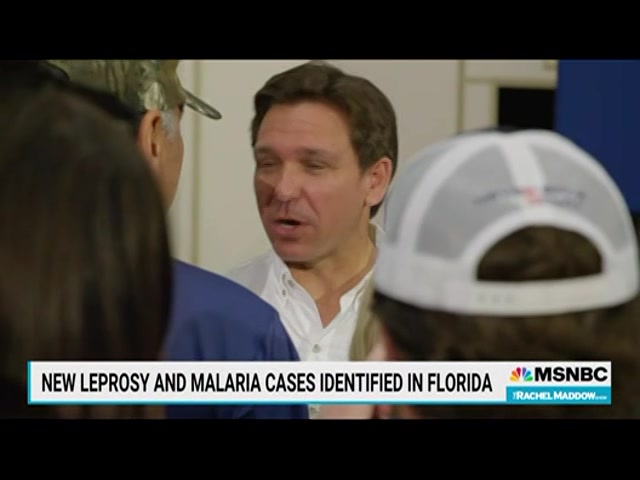 NEW LEPROSY AND MALARIA CASES IDENTIFIED IN FLORIDA
MSNBC
RACHEL MADDOW